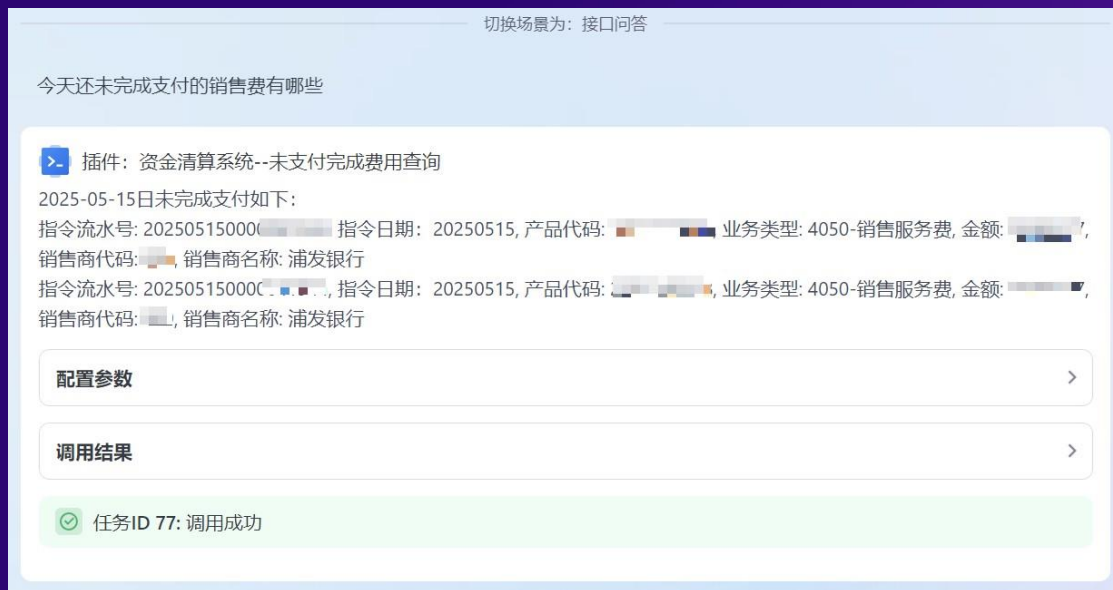 切换场景为：接口问答
今天还未完成支付的销售费有哪些
插件：资金清算系统--未支付完成费用查询
2025-05-15日未完成支付如下：
指令流水号: 20250515000 指令日期：20250515, 产品代码: 业务类型: 4050-销售服务费, 金额:
销售商代码: , 销售商名称: 浦发银行
指令流水号: 20250515000 , 指令日期：20250515, 产品代码: , 业务类型: 4050-销售服务费, 金额:
销售商代码: , 销售商名称: 浦发银行
配置参数
调用结果
任务ID 77: 调用成功